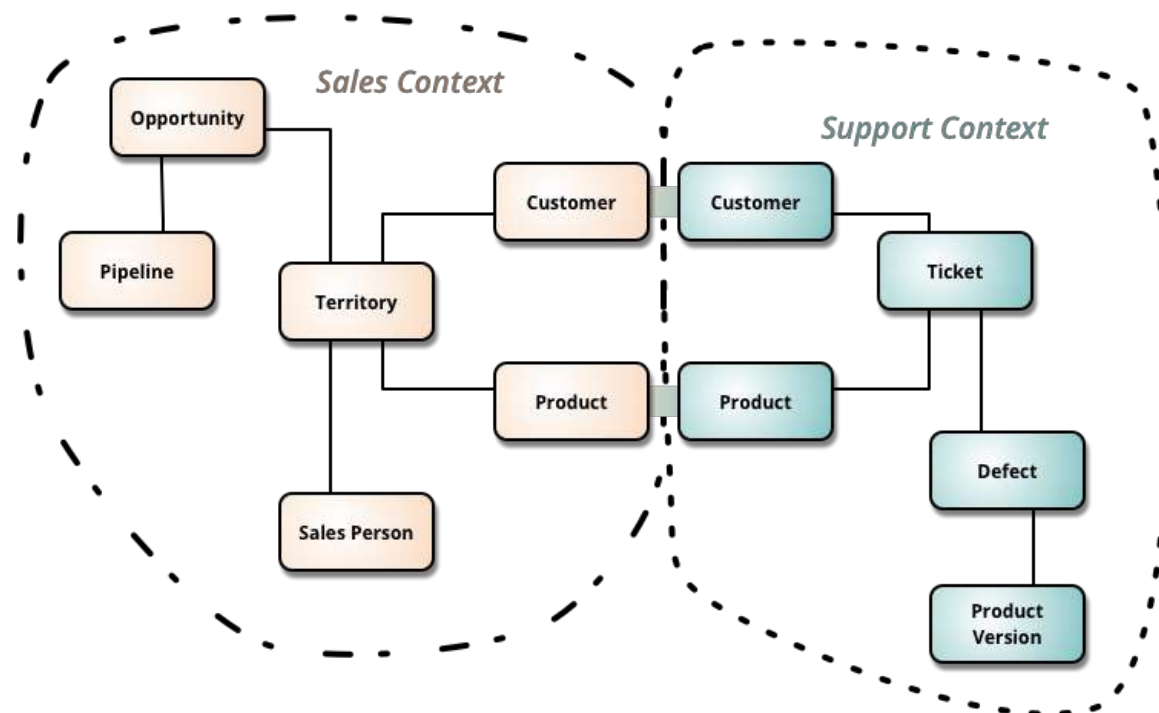 Sales Context
Opportunity
Pipeline
Territory
Customer
Product
Sales Person
Support Context
Customer
Ticket
Product
Defect
Product
Version